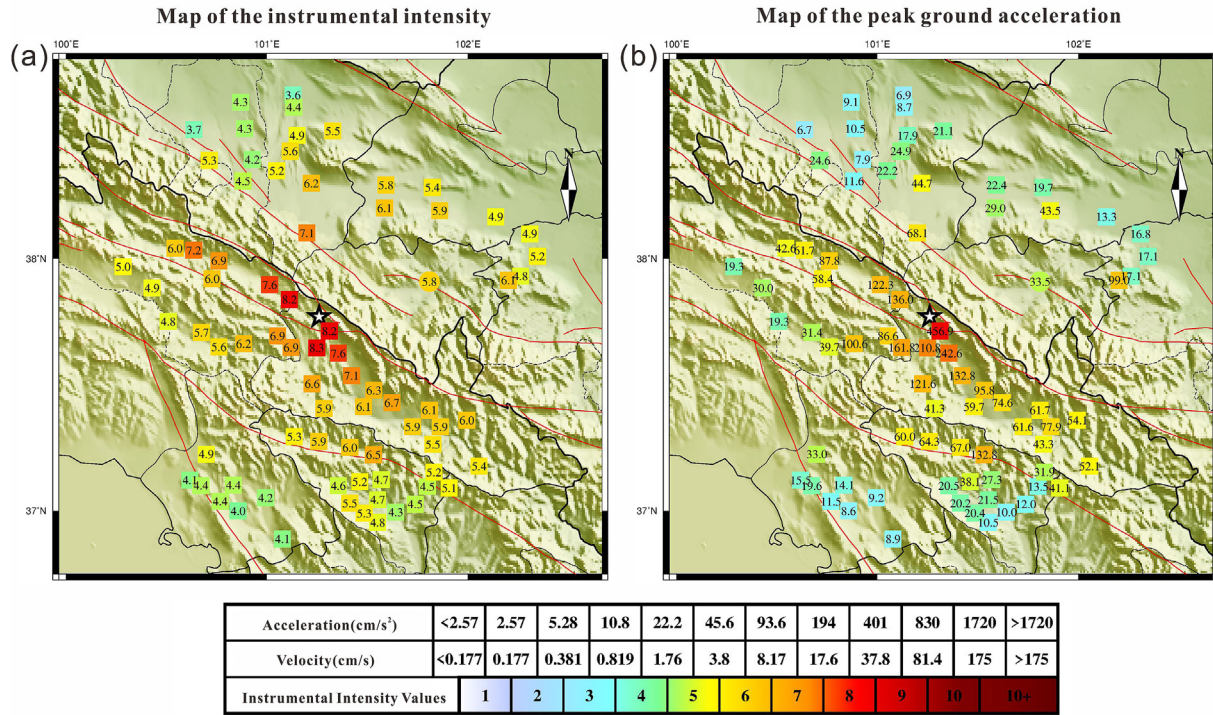 Map of the instrumental intensity
Map of the peak ground acceleration
(a)
100°E 101°E 102°E
N
38°N
37°N
4.3 3.6
4.4
3.7 4.3 4.9 5.5
5.6
5.3 4.2 5.2
4.5 6.2 5.8 5.4
6.1 5.9 4.9
7.1 4.9
6.0 7.2 6.9 5.2
5.0 6.0 7.6 5.8 6.1 4.8
4.9 8.2
4.8 5.7 6.9 8.2
5.6 6.2 6.9 8.3 7.6
7.1
6.6 6.3 6.7
5.9 6.1 6.1 6.0
5.9 5.9
5.3 5.9 6.0 6.5 5.5
4.9 5.4
4.1 4.4 4.4 4.6 5.2 4.7 5.2 4.5 5.1
4.4 4.2 5.5 4.7 4.5
4.0 5.3 4.3
4.8
4.1
(b)
100°E 101°E 102°E
N
38°N
37°N
9.1 6.9
8.7
6.7 10.5 17.9 21.1
24.9
24.6 7.9 22.2
11.6 44.7 22.4 19.7
29.0 43.5 13.3
68.1 16.8
42.6 61.7 87.8 17.1
19.3 58.4 122.3 33.5 99.0 17.1
30.0 136.0
19.3 31.4 86.6 456.9
39.7 100.6 161.8 210.8 242.6
132.8
121.6 95.8 74.6
41.3 59.7 61.7 54.1
61.6 77.9
60.0 64.3 67.0 132.8 43.3
33.0 52.1
15.5 19.6 14.1 20.5 38.1 27.3 31.9 13.5 41.1
11.5 9.2 20.2 21.5 12.0
8.6 20.4 10.0
10.5
8.9
Acceleration(cm/s²) <2.57 2.57 5.28 10.8 22.2 45.6 93.6 194 401 830 1720 >1720
Velocity(cm/s) <0.177 0.177 0.381 0.819 1.76 3.8 8.17 17.6 37.8 81.4 175 >175
Instrumental Intensity Values 1 2 3 4 5 6 7 8 9 10 10+